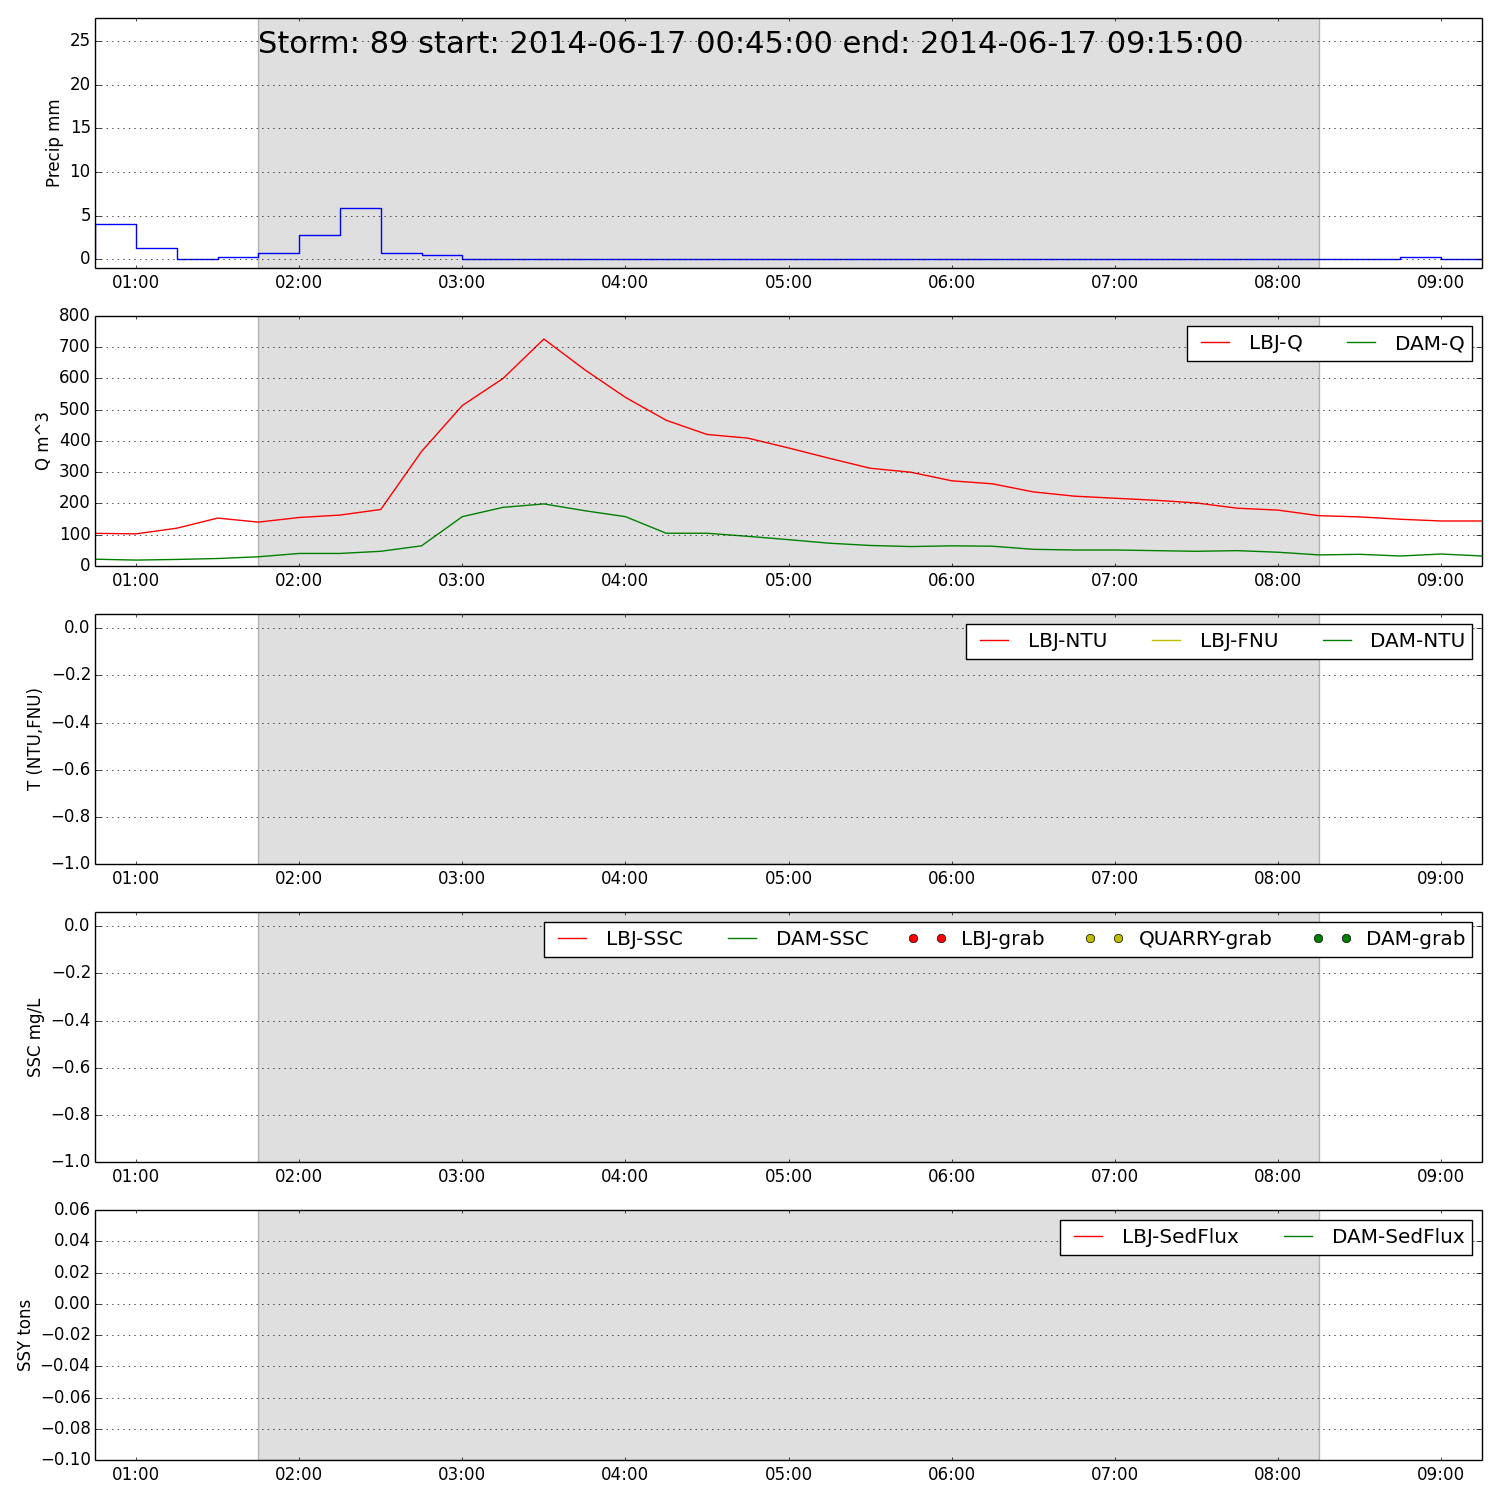 Storm: 89 start: 2014-06-17 00:45:00 end: 2014-06-17 09:15:00
Precip mm
25
20
15
10
5
0
01:00 02:00 03:00 04:00 05:00 06:00 07:00 08:00 09:00
Q m^3
800
700
600
500
400
300
200
100
0
LBJ-Q DAM-Q
01:00 02:00 03:00 04:00 05:00 06:00 07:00 08:00 09:00
T (NTU,FNU)
0.0
−0.2
−0.4
−0.6
−0.8
−1.0
LBJ-NTU LBJ-FNU DAM-NTU
01:00 02:00 03:00 04:00 05:00 06:00 07:00 08:00 09:00
SSC mg/L
0.0
−0.2
−0.4
−0.6
−0.8
−1.0
LBJ-SSC DAM-SSC LBJ-grab QUARRY-grab DAM-grab
01:00 02:00 03:00 04:00 05:00 06:00 07:00 08:00 09:00
SSY tons
0.06
0.04
0.02
0.00
−0.02
−0.04
−0.06
−0.08
−0.10
LBJ-SedFlux DAM-SedFlux
01:00 02:00 03:00 04:00 05:00 06:00 07:00 08:00 09:00